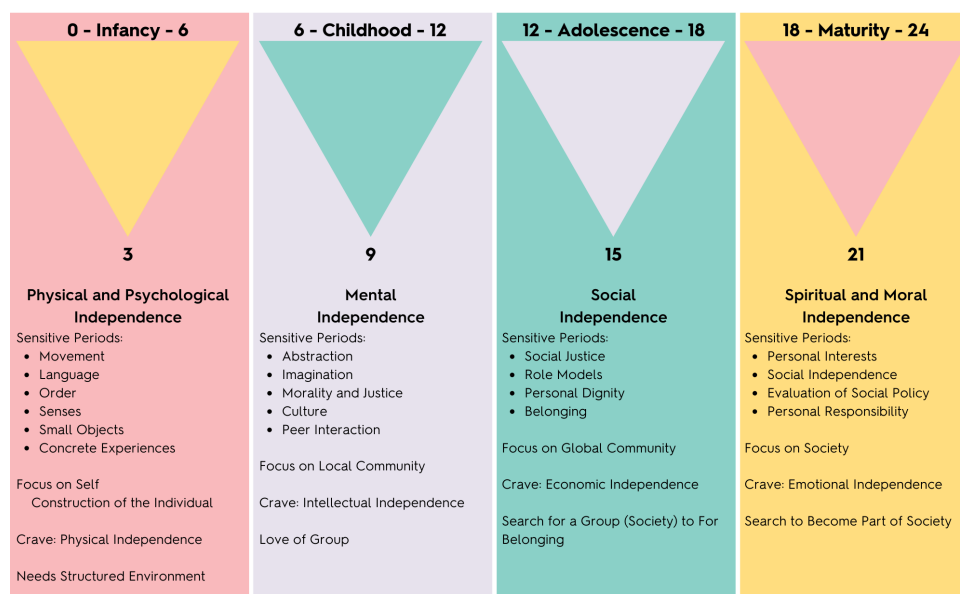 0 - Infancy - 6
3
Physical and Psychological
Independence
Sensitive Periods:
• Movement
• Language
• Order
• Senses
• Small Objects
• Concrete Experiences
Focus on Self
Construction of the Individual
Crave: Physical Independence
Needs Structured Environment
6 - Childhood - 12
9
Mental
Independence
Sensitive Periods:
• Abstraction
• Imagination
• Morality and Justice
• Culture
• Peer Interaction
Focus on Local Community
Crave: Intellectual Independence
Love of Group
12 - Adolescence - 18
15
Social
Independence
Sensitive Periods:
• Social Justice
• Role Models
• Personal Dignity
• Belonging
Focus on Global Community
Crave: Economic Independence
Search for a Group (Society) to For
Belonging
18 - Maturity - 24
21
Spiritual and Moral
Independence
Sensitive Periods:
• Personal Interests
• Social Independence
• Evaluation of Social Policy
• Personal Responsibility
Focus on Society
Crave: Emotional Independence
Search to Become Part of Society